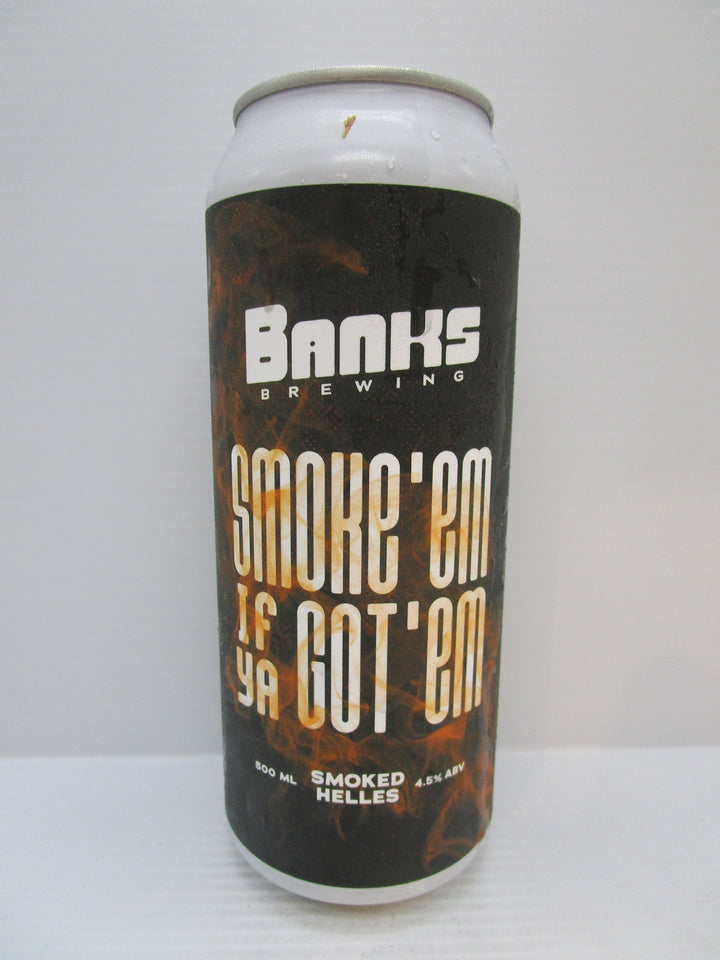 BANKS
BREWING
SMOKE 'EM
IF
YA
GOT 'EM
500 ML SMOKED HELLES 4.5% ABV